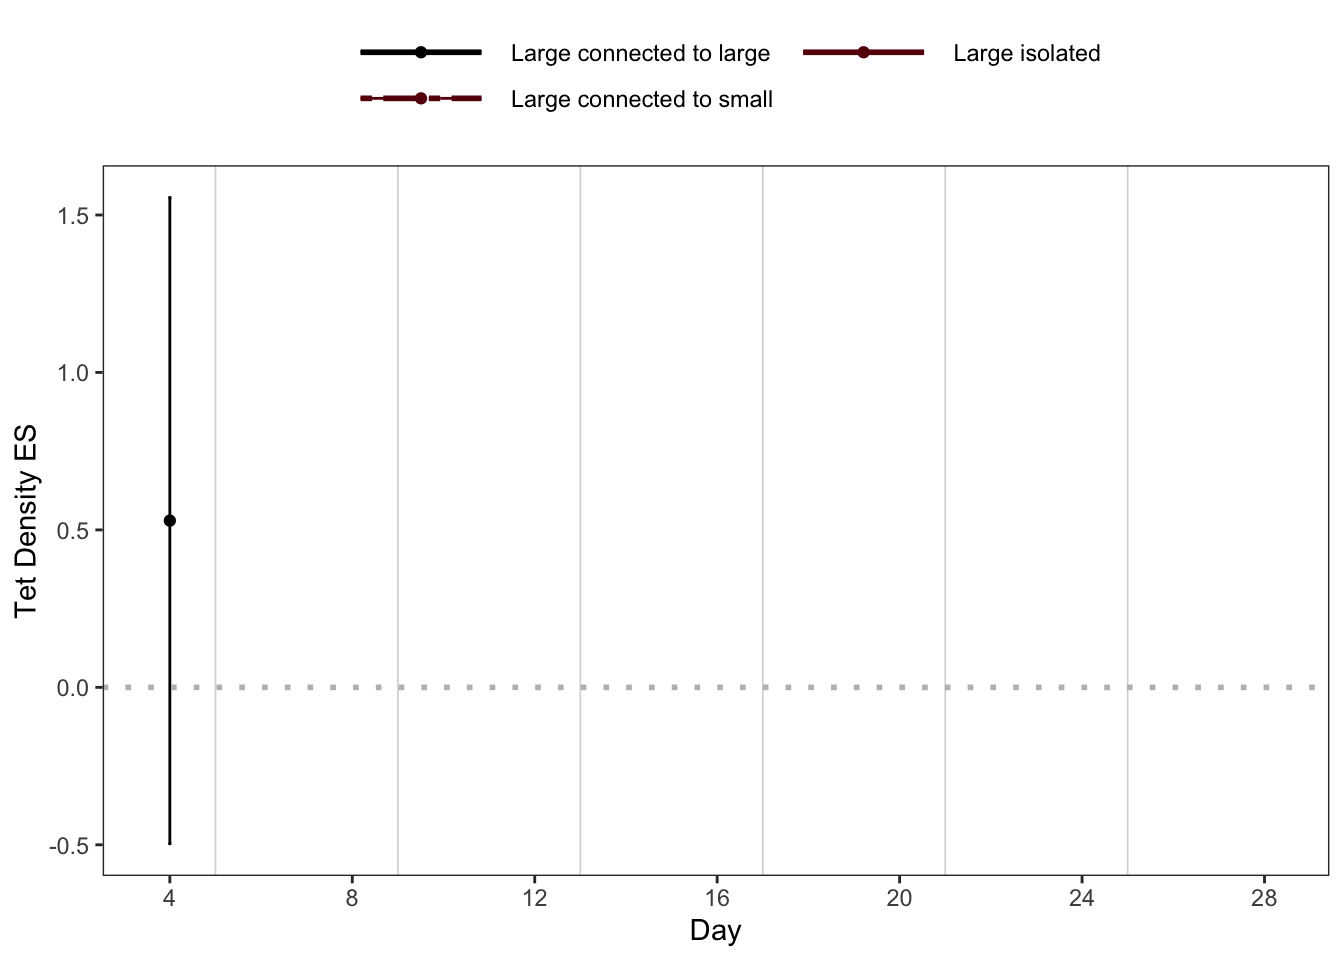 Large connected to large
Large isolated
Large connected to small
Tet Density ES
1.5
1.0
0.5
0.0
-0.5
4 8 12 16 20 24 28
Day